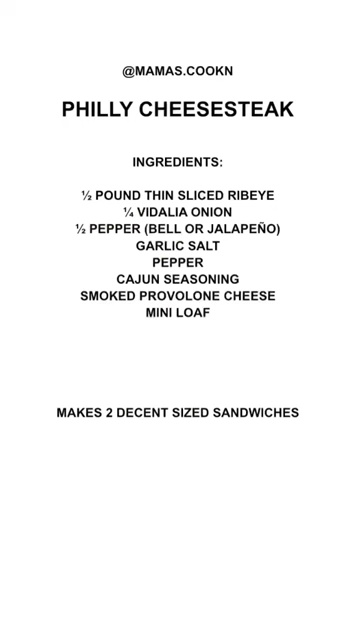 @MAMAS.COOKN
PHILLY CHEESESTEAK
INGREDIENTS:
½ POUND THIN SLICED RIBEYE
¼ VIDALIA ONION
½ PEPPER (BELL OR JALAPEÑO)
GARLIC SALT
PEPPER
CAJUN SEASONING
SMOKED PROVOLONE CHEESE
MINI LOAF
MAKES 2 DECENT SIZED SANDWICHES